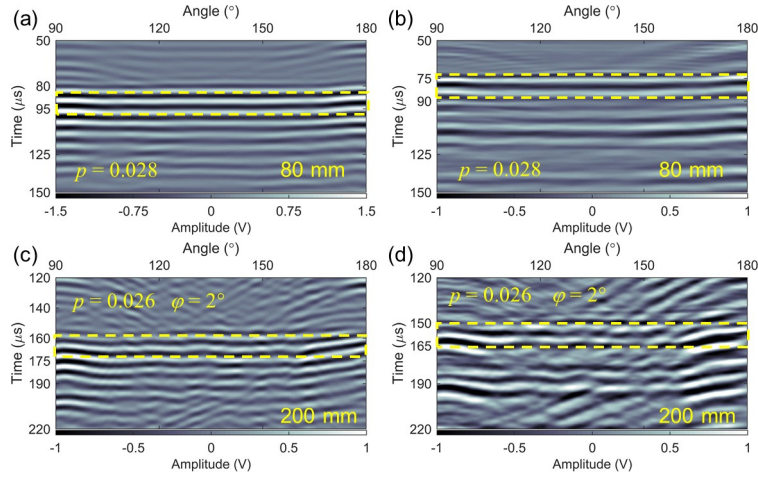 (a)
Angle (°)
90 120 150 180
50
80
95
125
150
Time (μs)
p = 0.028
80 mm
-1.5 -0.75 0 0.75 1.5
Amplitude (V)
(b)
Angle (°)
90 120 150 180
50
75
90
125
150
Time (μs)
p = 0.028
80 mm
-1 -0.5 0 0.5 1
Amplitude (V)
(c)
Angle (°)
90 120 150 180
120
140
160
175
190
220
Time (μs)
p = 0.026 φ = 2°
200 mm
-1 -0.5 0 0.5 1
Amplitude (V)
(d)
Angle (°)
90 120 150 180
120
150
165
190
220
Time (μs)
p = 0.026 φ = 2°
200 mm
-1 -0.5 0 0.5 1
Amplitude (V)